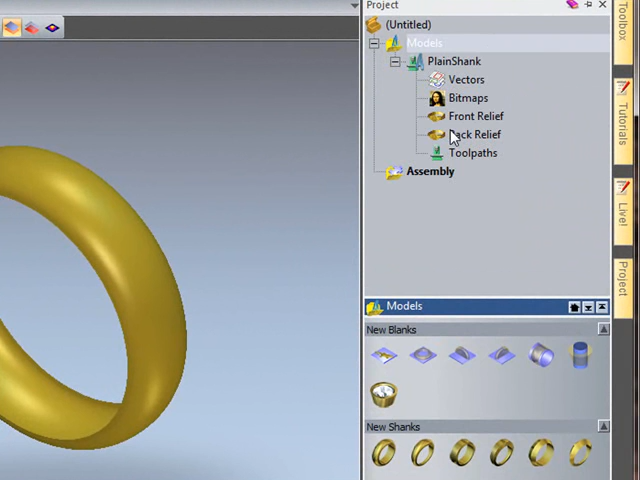 Project
(Untitled)
Models
PlainShank
Vectors
Bitmaps
Front Relief
Back Relief
Toolpaths
Assembly
Models
New Blanks
New Shanks
Toolbox
Tutorials
Live!
Project